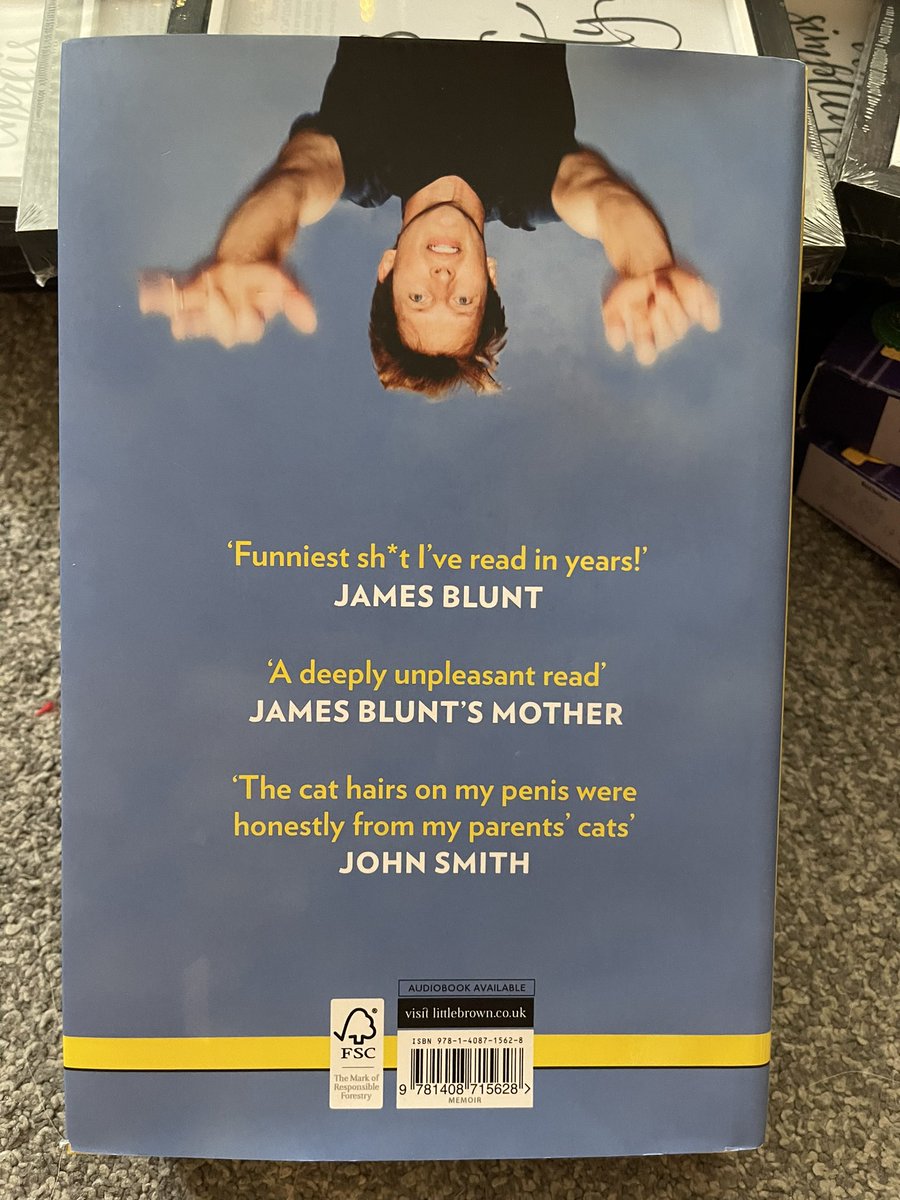 simplu
‘Funniest sh*t I’ve read in years!’
JAMES BLUNT
‘A deeply unpleasant read’
JAMES BLUNT’S MOTHER
‘The cat hairs on my penis were
honestly from my parents’ cats’
JOHN SMITH
AUDIOBOOK AVAILABLE
visit littlebrown.co.uk
ISBN 978-1-4087-1562-8
9 781408 715628 >
MEMOIR
FSC®
The Mark of
Responsible
Forestry